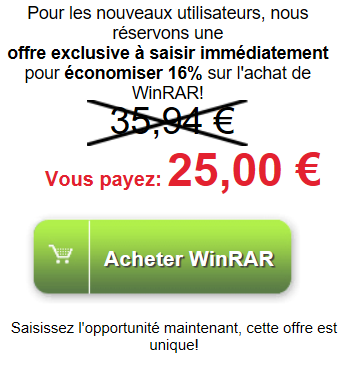 Pour les nouveaux utilisateurs, nous
réservons une
offre exclusive à saisir immédiatement
pour économiser 16% sur l'achat de
WinRAR!
35,94 €
Vous payez: 25,00 €
Acheter WinRAR
Saisissez l'opportunité maintenant, cette offre est
unique!